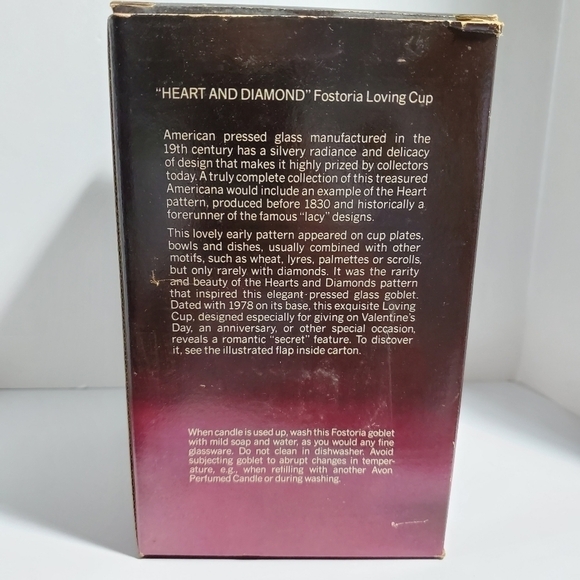 "HEART AND DIAMOND" Fostoria Loving Cup
American pressed glass manufactured in the
19th century has a silvery radiance and delicacy
of design that makes it highly prized by collectors
today. A truly complete collection of this treasured
Americana would include an example of the Heart
pattern, produced before 1830 and historically a
forerunner of the famous "lacy" designs.
This lovely early pattern appeared on cup plates,
bowls and dishes, usually combined with other
motifs, such as wheat, lyres, palmettes or scrolls,
but only rarely with diamonds. It was the rarity
and beauty of the Hearts and Diamonds pattern
that inspired this elegant pressed glass goblet.
Dated with 1978 on its base, this exquisite Loving
Cup, designed especially for giving on Valentine's
Day, an anniversary, or other special occasion,
reveals a romantic "secret" feature. To discover
it, see the illustrated flap inside carton.
When candle is used up, wash this Fostoria goblet
with mild soap and water, as you would any fine
glassware. Do not clean in dishwasher. Avoid
subjecting goblet to abrupt changes in temper-
ature, e.g., when refilling with another Avon
Perfumed Candle or during washing.